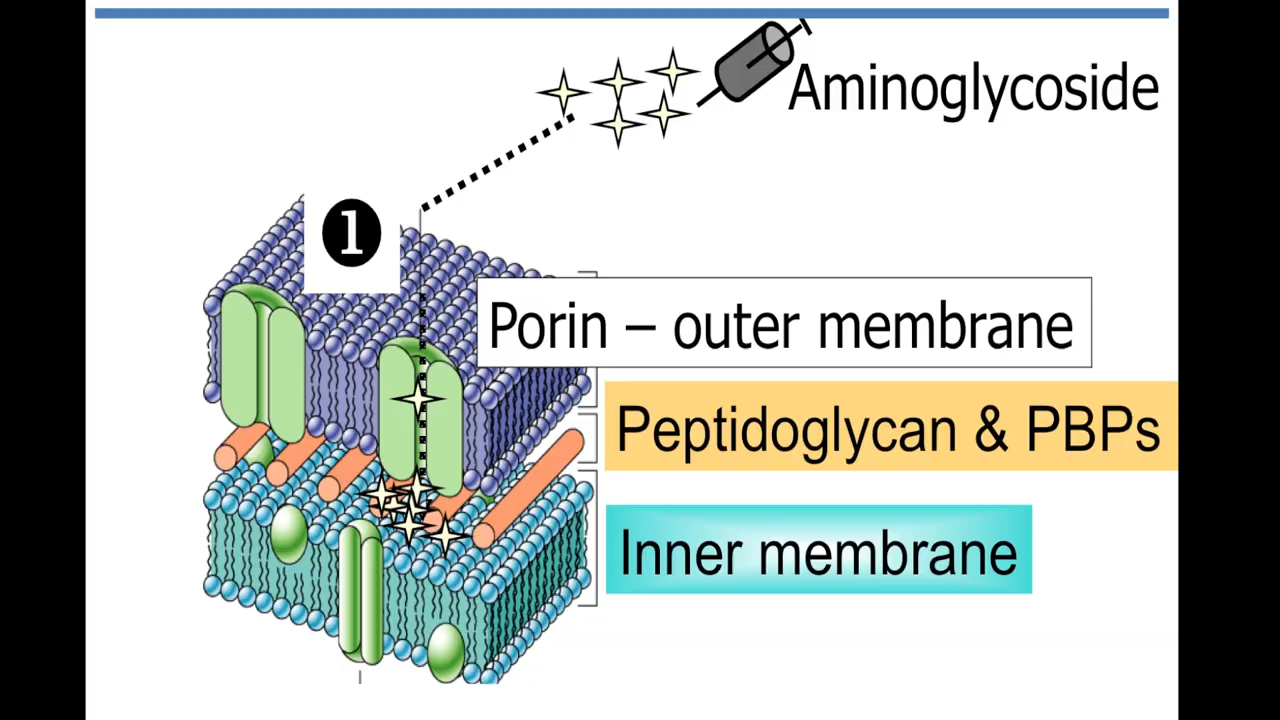 Aminoglycoside
1
Porin – outer membrane
Peptidoglycan & PBPs
Inner membrane